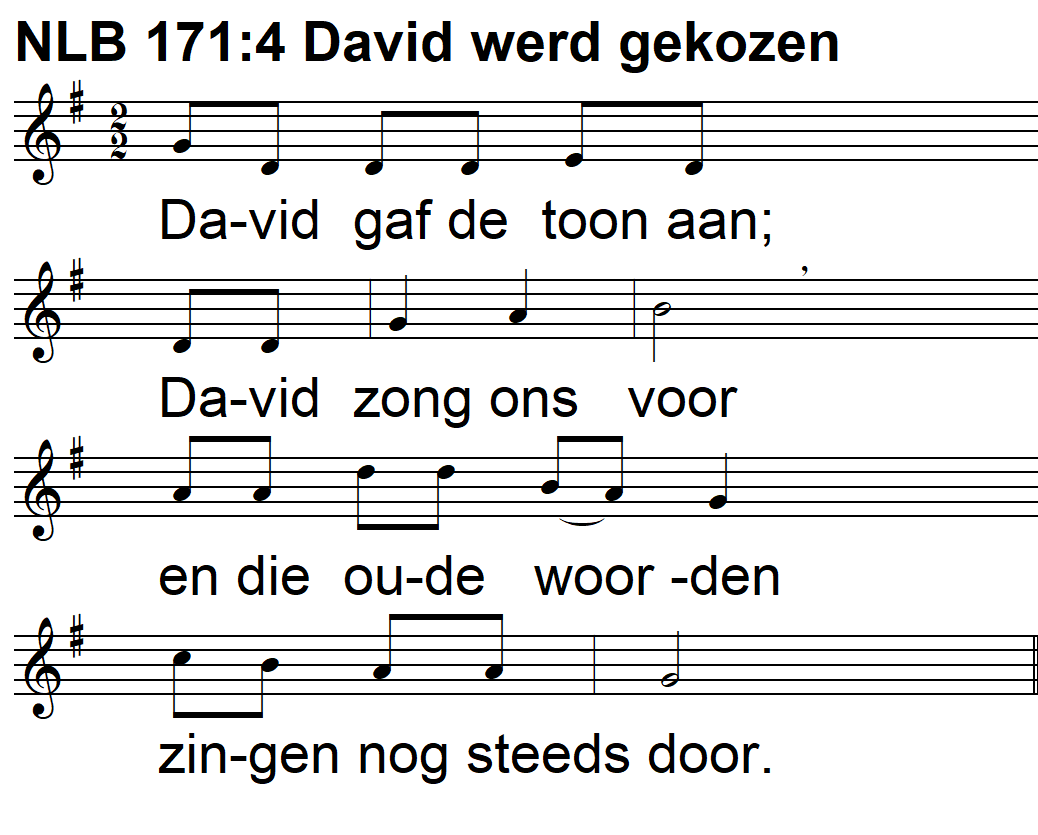 NLB 171:4 David werd gekozen
Da-vid gaf de toon aan;
Da-vid zong ons voor
en die ou-de woor -den
zin-gen nog steeds door.